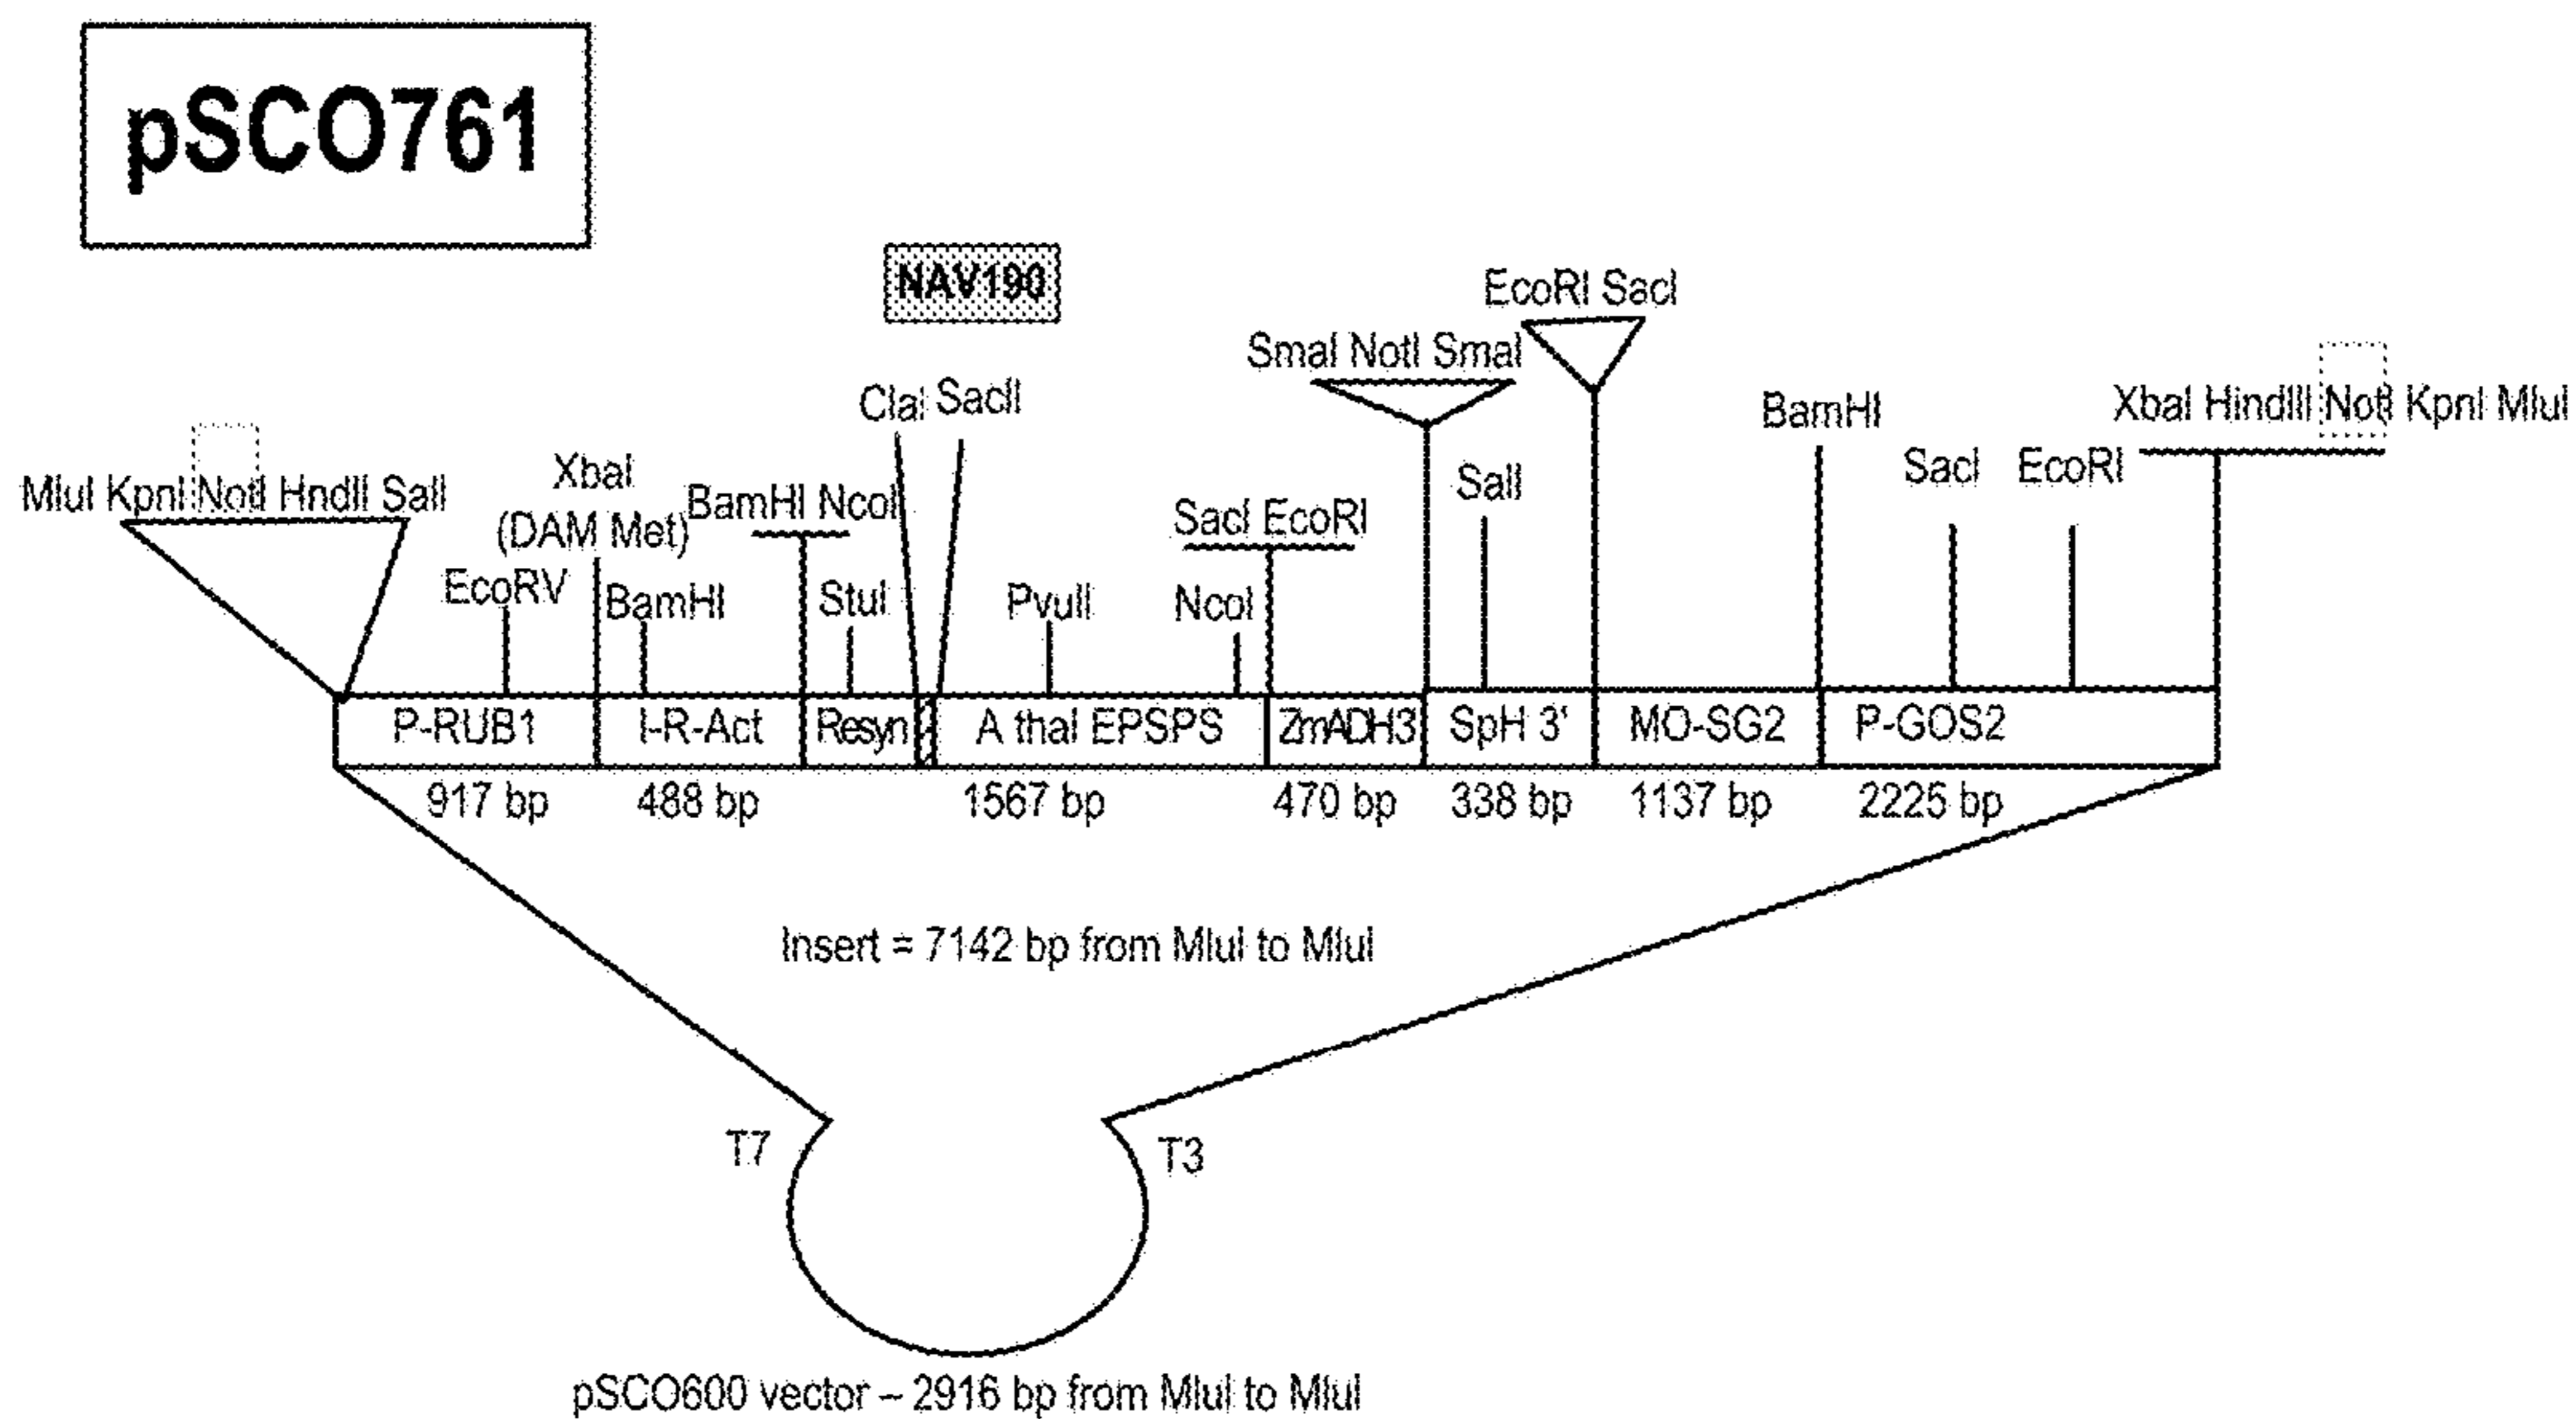 pSCO761
NAV190
EcoRI SacI
SmaI NotI SmaI
ClaI SacII
BamHI
XbaI HindIII NotI KpnI MluI
MluI KpnI NotI HndII SalI
XbaI
(DAM Met)
BamHI NcoI
SalI
SacI
EcoRI
SacI EcoRI
EcoRV
BamHI
StuI
PvuII
NcoI
P-RUB1
I-R-Act
Resyn
A thal EPSPS
ZmADH3
SpH 3'
MO-SG2
P-GOS2
917 bp
488 bp
1567 bp
470 bp
338 bp
1137 bp
2225 bp
Insert = 7142 bp from MluI to MluI
T7
T3
pSCO600 vector – 2916 bp from MluI to MluI